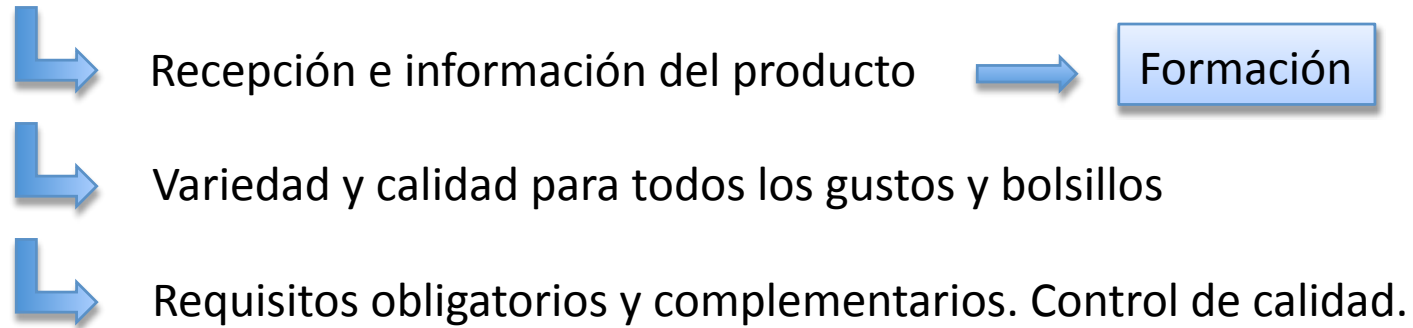 Recepción e información del producto Formación
Variedad y calidad para todos los gustos y bolsillos
Requisitos obligatorios y complementarios. Control de calidad.